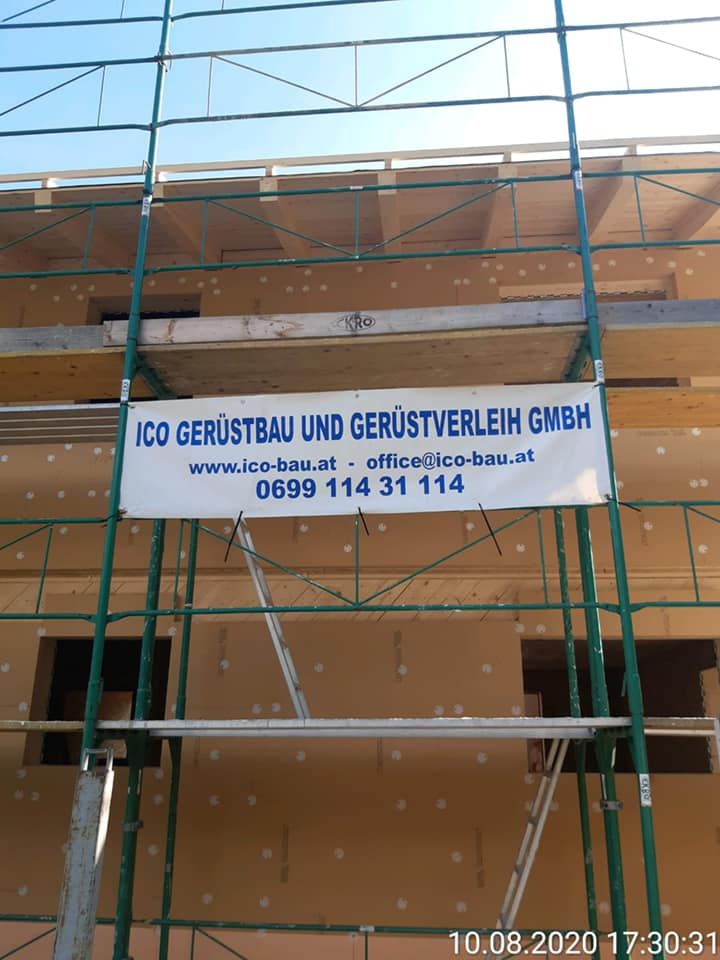 CKRO
ICO GERÜSTBAU UND GERÜSTVERLEIH GMBH
www.ico-bau.at - office@ico-bau.at
0699 114 31 114
10.08.2020 17:30:31